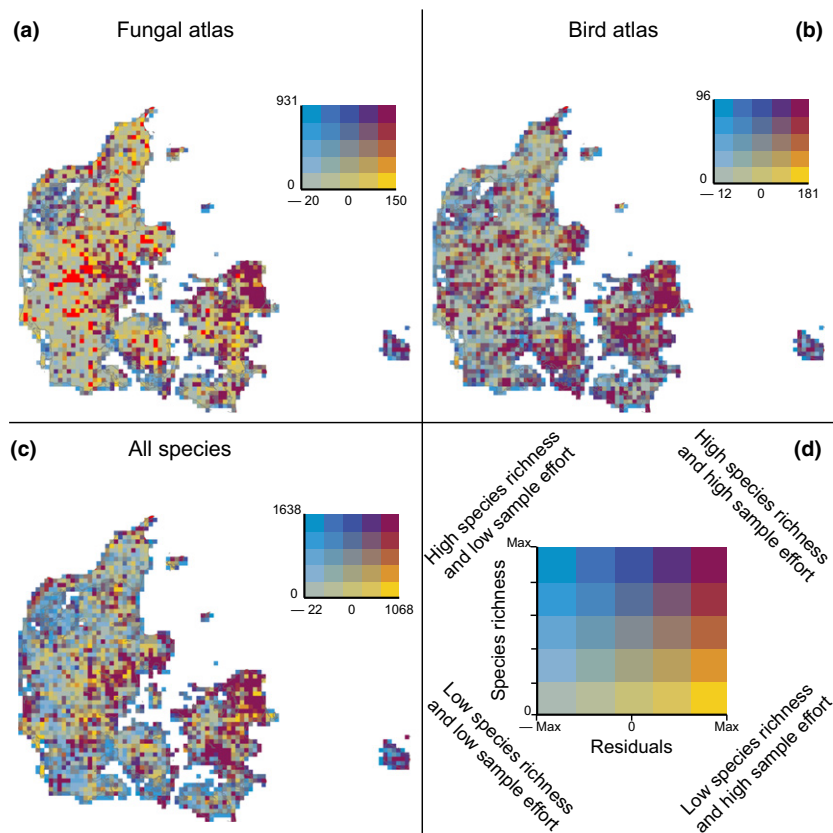 (a)
Fungal atlas
931
0
— 20
0
150
Bird atlas
(b)
96
0
— 12
0
181
(c)
All species
1638
0
— 22
0
1068
(d)
High species richness
and low sample effort
High species richness
and high sample effort
Max
Species richness
0
— Max
0
Max
Residuals
Low species richness
and low sample effort
Low species richness
and high sample effort